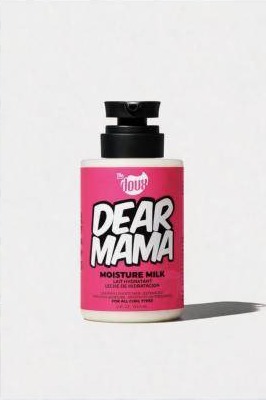 The
doux
DEAR
MAMA
MOISTURE MILK
LAIT HYDRATANT
LECHE DE HIDRATACIÓN
FOR ALL CURL TYPES